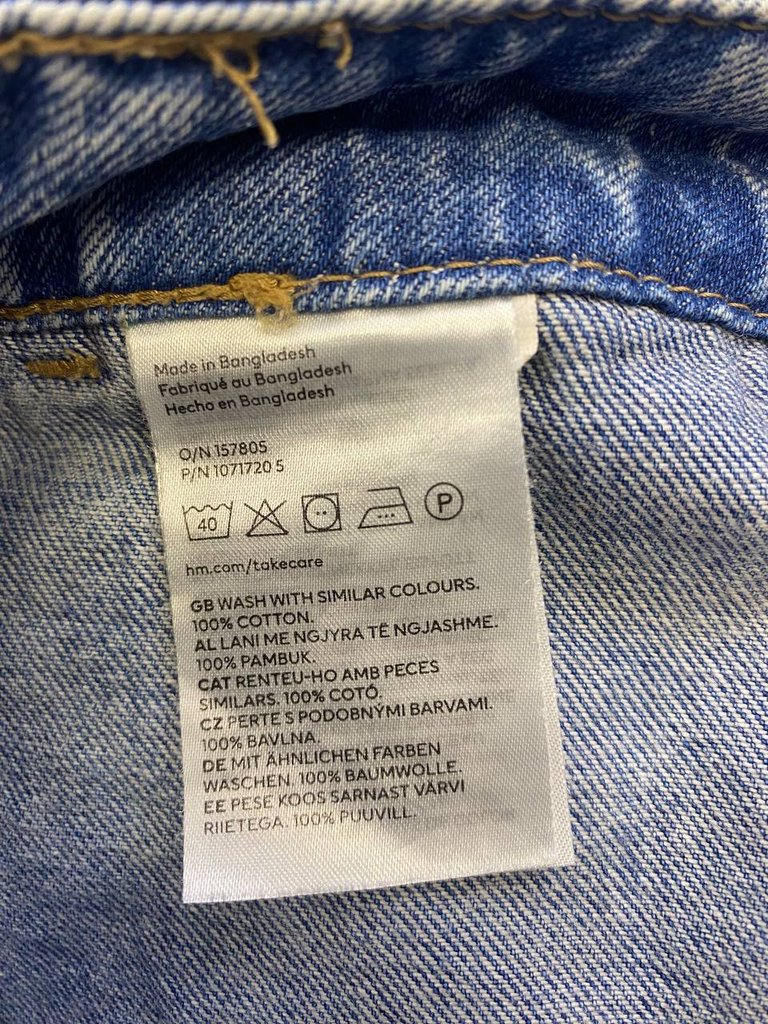 Made in Bangladesh
Fabriqué au Bangladesh
Hecho en Bangladesh
O/N 157805
P/N 1071720 5
40 P
hm.com/takecare
GB WASH WITH SIMILAR COLOURS.
100% COTTON.
AL LANI ME NGJYRA TË NGJASHME.
100% PAMBUK.
CAT RENTEU-HO AMB PECES
SIMILARS. 100% COTÓ.
CZ PERTE S PODOBNÝMI BARVAMI.
100% BAVLNA.
DE MIT ÄHNLICHEN FARBEN
WASCHEN. 100% BAUMWOLLE.
EE PESE KOOS SARNAST VÄRVI
RIIETEGA. 100% PUUVILL.